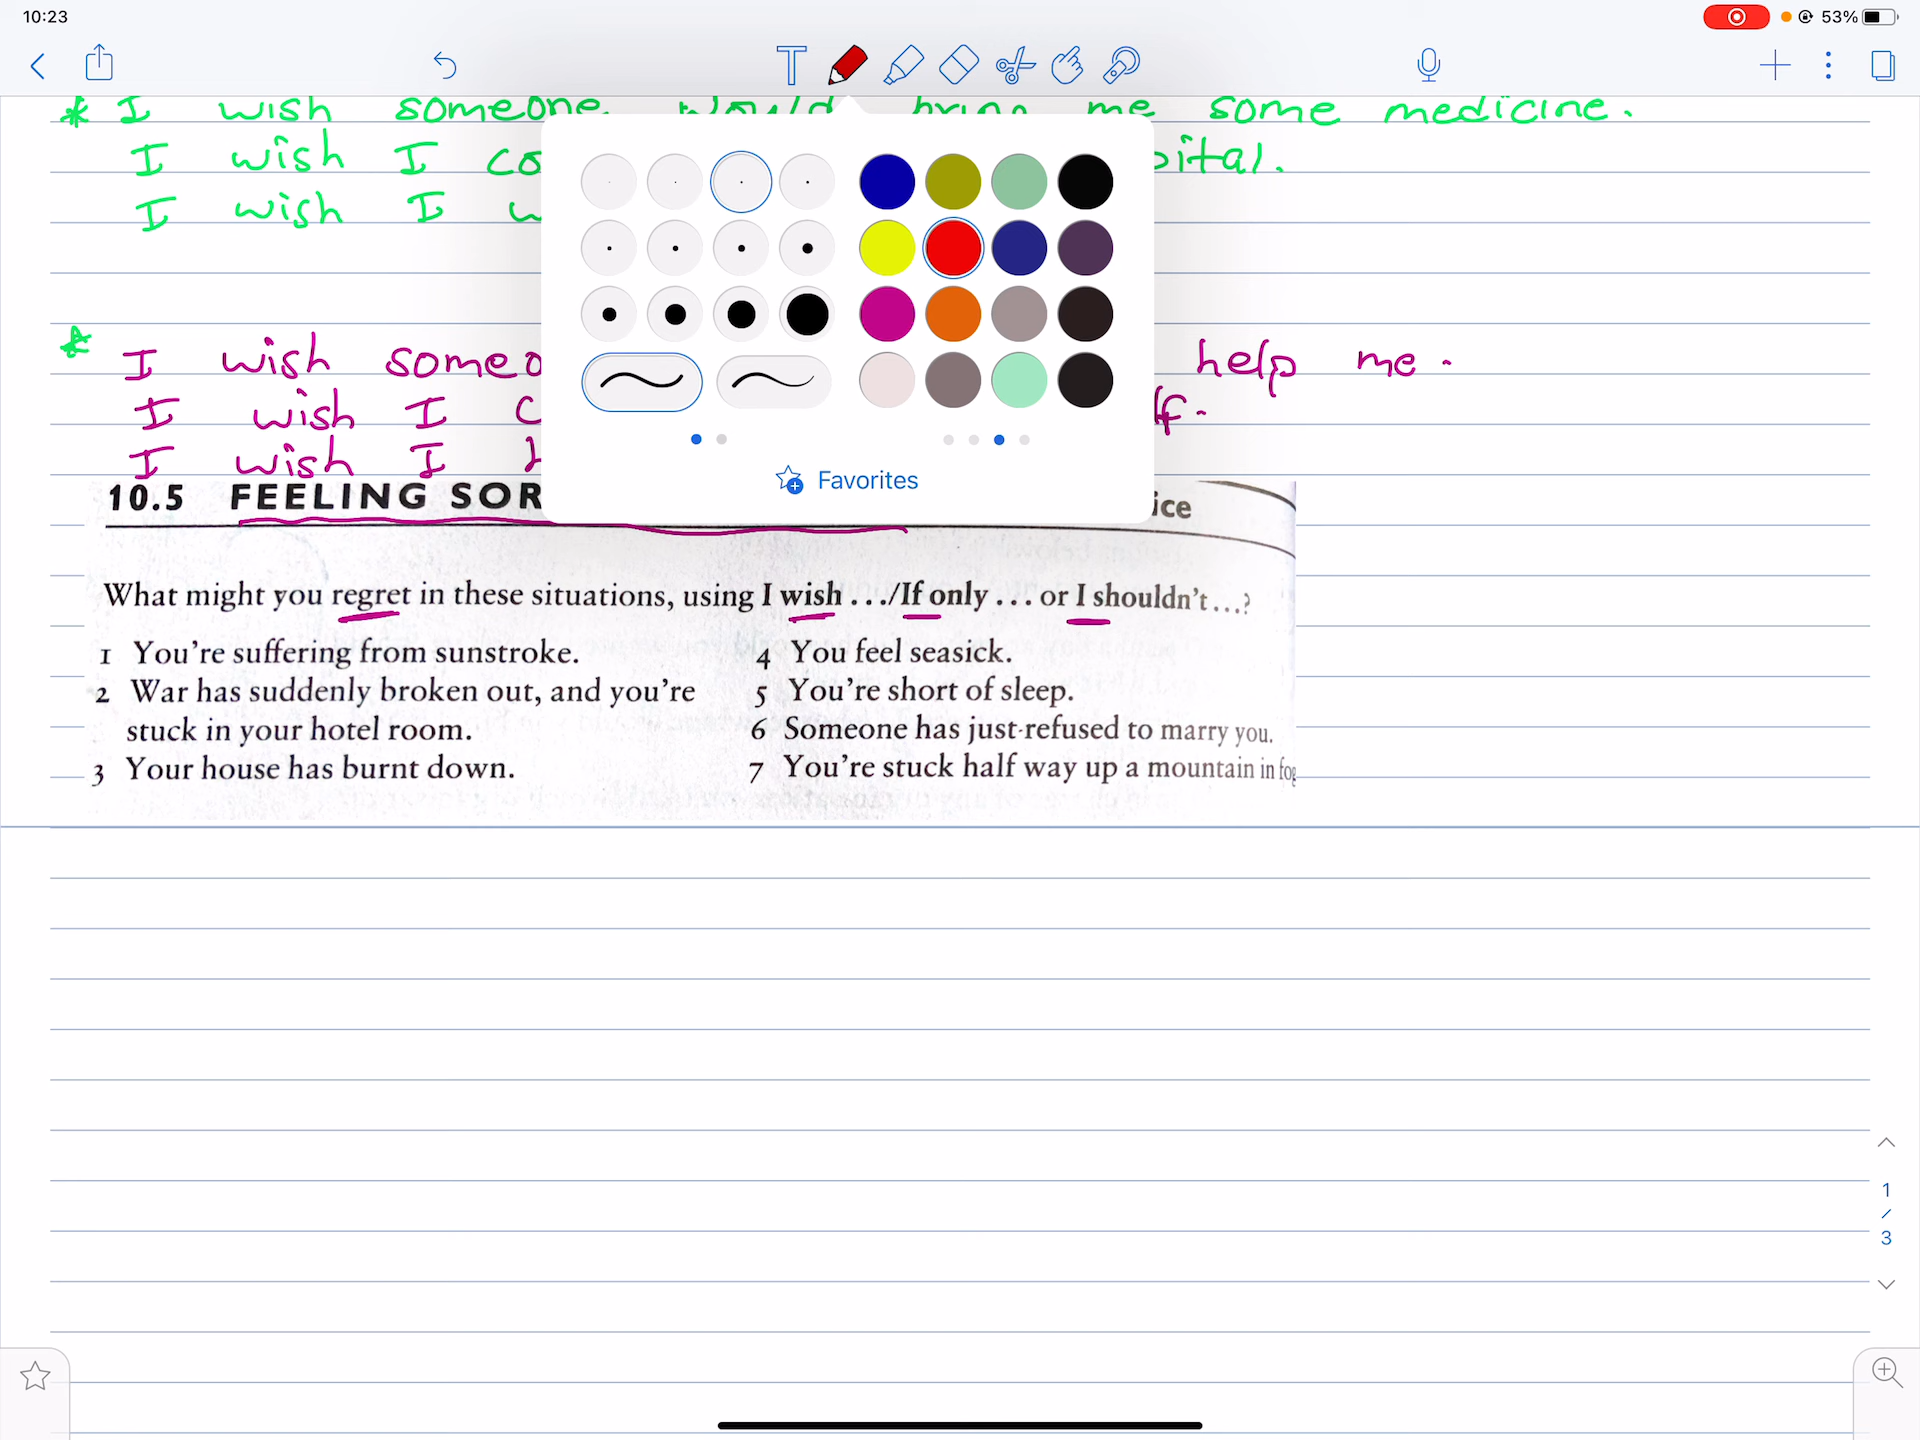 10:23
53%
* I wish someone would bring me some medicine.
I wish I co pital.
I wish I w
* I wish someo help me.
I wish I c lf.
I wish I
Favorites
10.5 FEELING SOR ice
What might you regret in these situations, using I wish .../If only ... or I shouldn't ...?
1 You're suffering from sunstroke.
2 War has suddenly broken out, and you're
stuck in your hotel room.
3 Your house has burnt down.
4 You feel seasick.
5 You're short of sleep.
6 Someone has just refused to marry you.
7 You're stuck half way up a mountain in fog
1
/
3